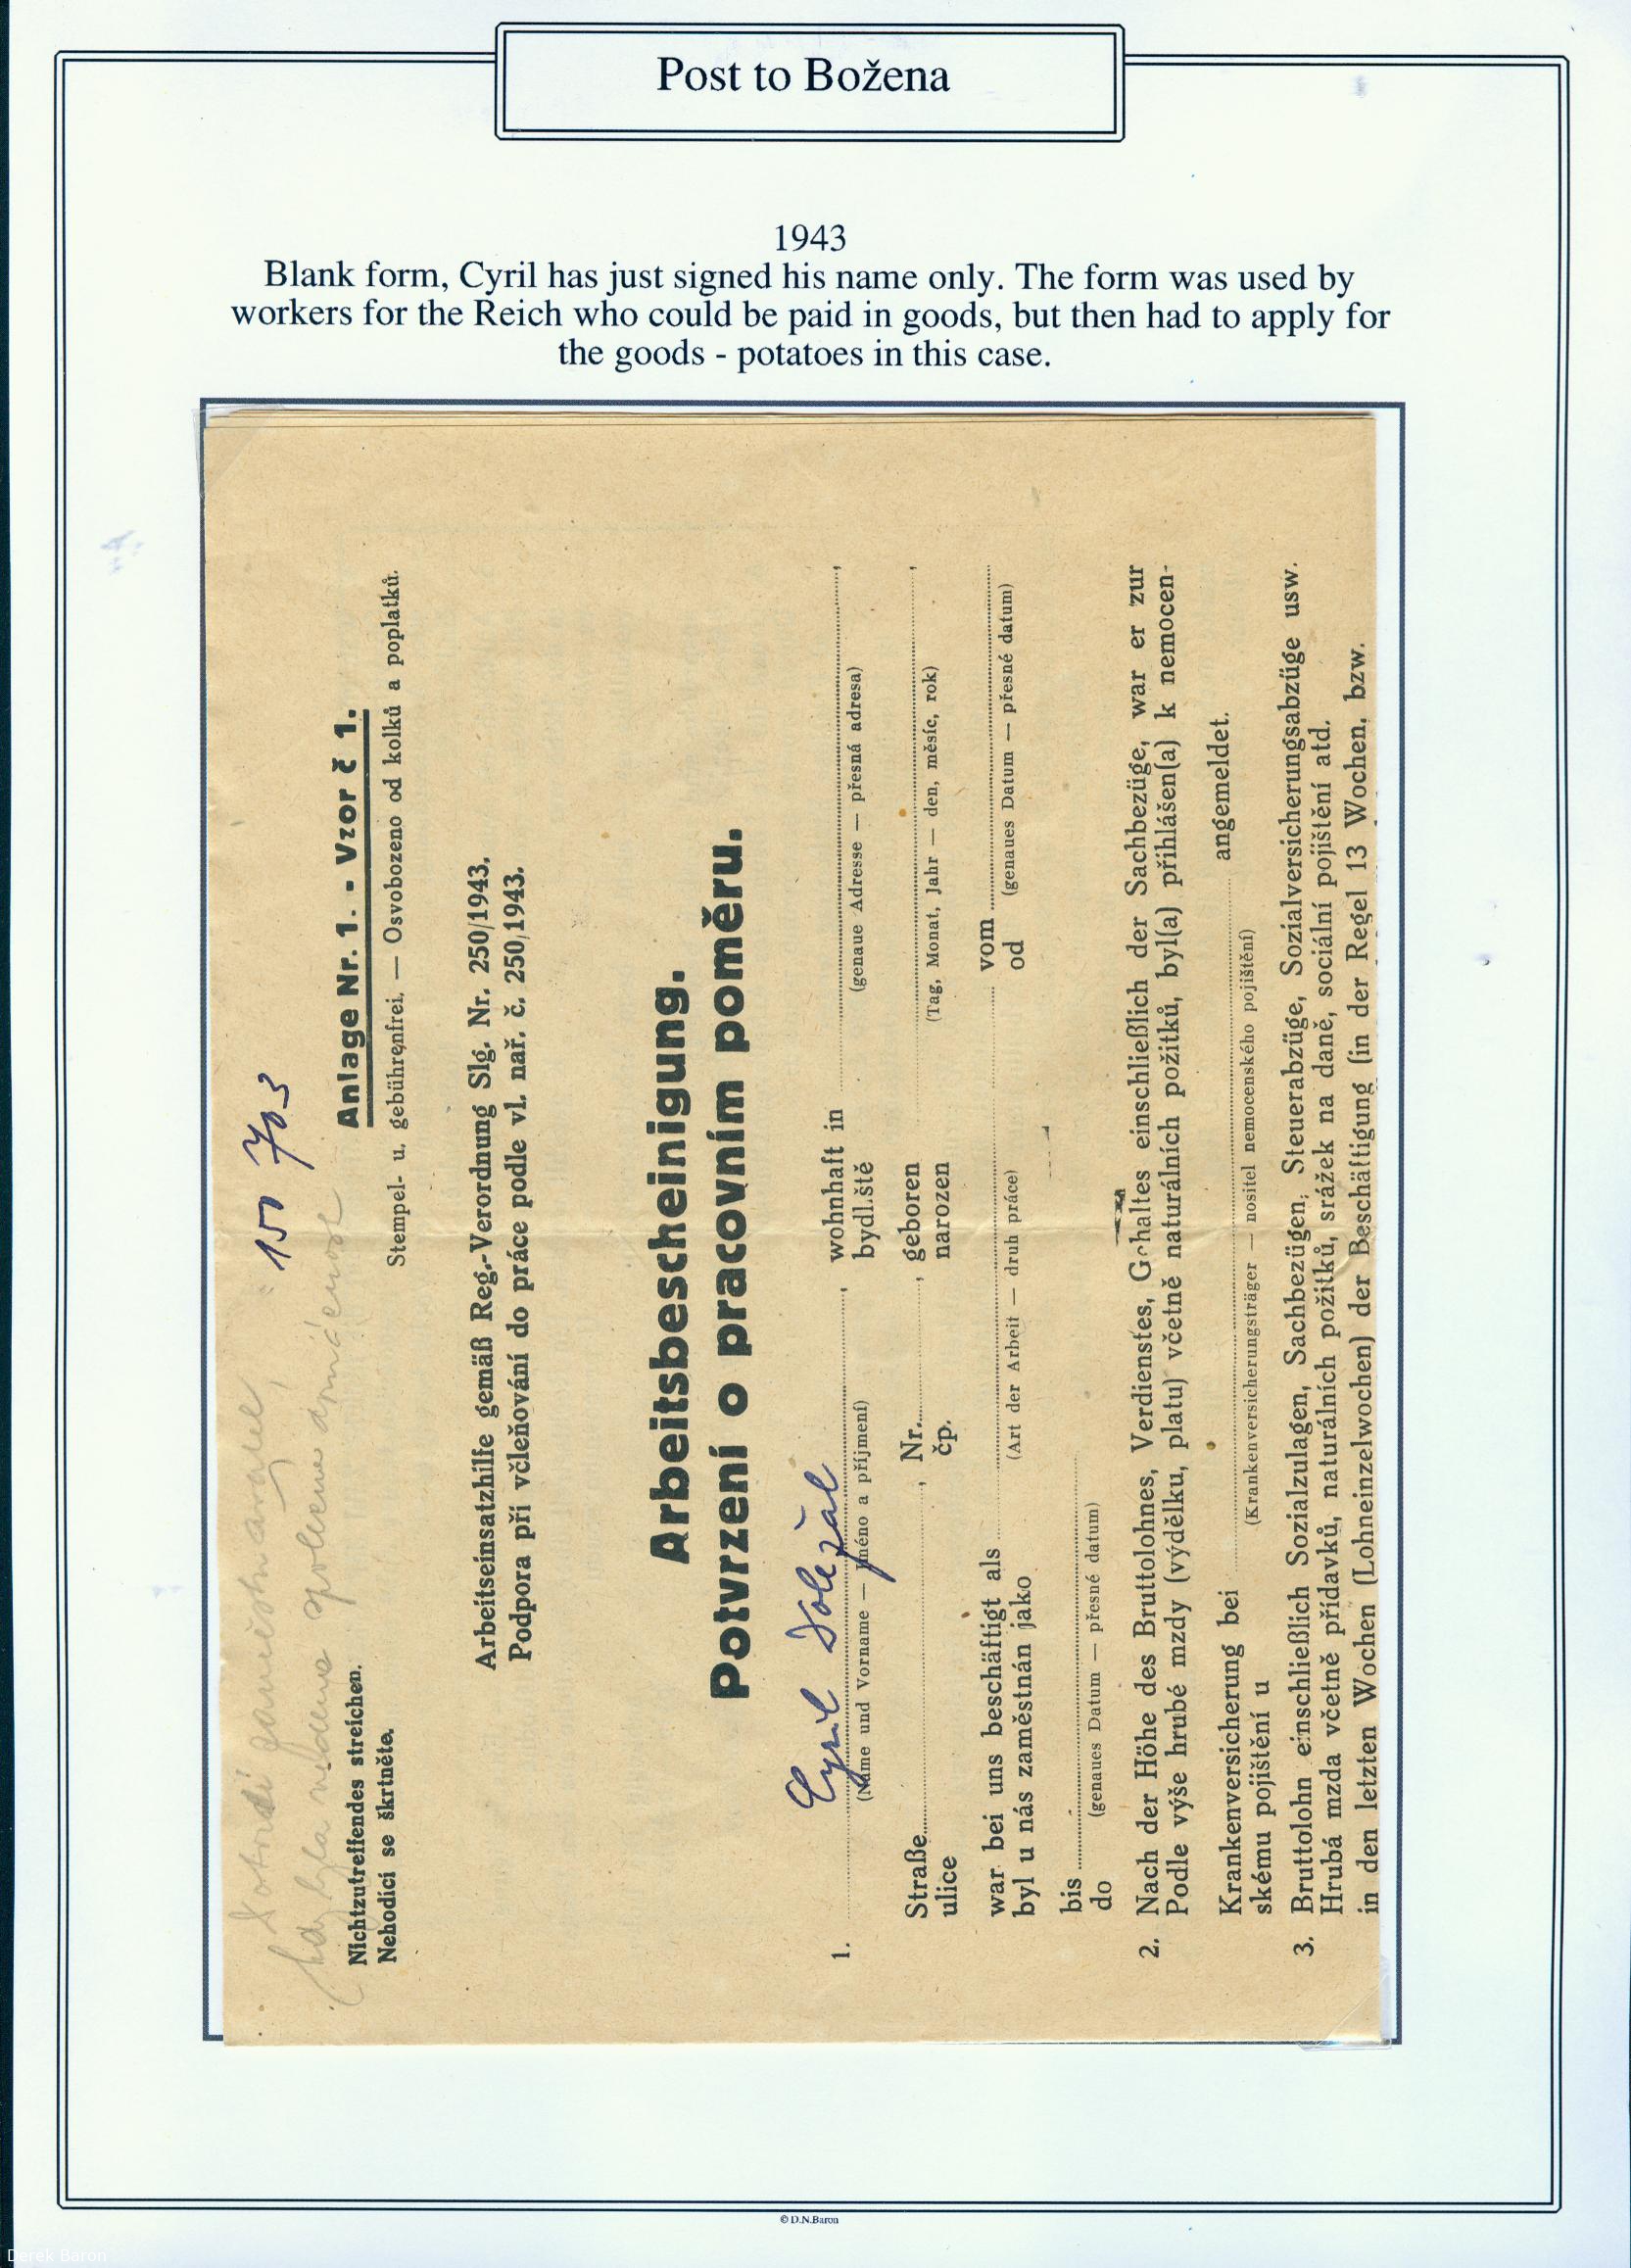 Post to Božena
1943
Blank form, Cyril has just signed his name only. The form was used by
workers for the Reich who could be paid in goods, but then had to apply for
the goods - potatoes in this case.
150 703
Nichtzutreffendes streichen.
Nehodící se škrtněte.
Anlage Nr. 1. - Vzor č 1.
Stempel- u. gebührenfrei. — Osvobozeno od kolků a poplatků.
Arbeitseinsatzhilfe gemäß Reg.-Verordnung Slg. Nr. 250/1943.
Podpora při včleňování do práce podle vl. nař. č. 250/1943.
Arbeitsbescheinigung.
Potvrzení o pracovním poměru.
1. Cyril Doležal, wohnhaft in
bydliště
(Name und Vorname — jméno a příjmení) (genaue Adresse — přesná adresa)
Straße, Nr., geboren
ulice čp. narozen
(Tag, Monat, Jahr — den, měsíc, rok)
war bei uns beschäftigt als vom
byl u nás zaměstnán jako od
(Art der Arbeit — druh práce) (genaues Datum — přesné datum)
bis
do
(genaues Datum — přesné datum)
2. Nach der Höhe des Bruttolohnes, Verdienstes, Gehaltes einschließlich der Sachbezüge, war er zur
Podle výše hrubé mzdy (výdělku, platu) včetně naturálních požitků, byl(a) přihlášen(a) k nemocen-
Krankenversicherung bei angemeldet.
skému pojištění u
(Krankenversicherungsträger — nositel nemocenského pojištění)
3. Bruttolohn einschließlich Sozialzulagen, Sachbezügen, Steuerabzüge, Sozialversicherungsabzüge usw.
Hrubá mzda včetně přídavků, naturálních požitků, srážek na daně, sociální pojištění atd.
in den letzten Wochen (Lohneinzelwochen) der Beschäftigung (in der Regel 13 Wochen, bzw.
© D.N.Baron
Derek Baron